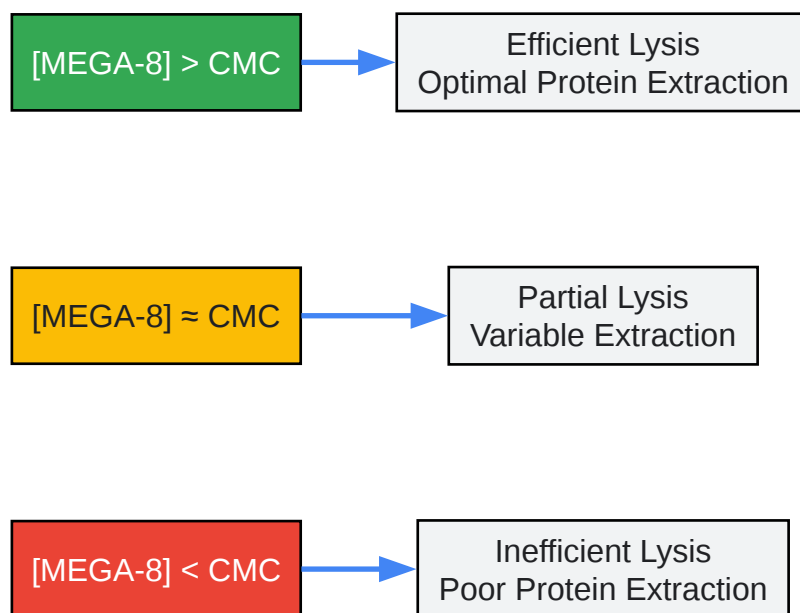 [MEGA-8] > CMC
Efficient Lysis
Optimal Protein Extraction
[MEGA-8] ≈ CMC
Partial Lysis
Variable Extraction
[MEGA-8] < CMC
Inefficient Lysis
Poor Protein Extraction